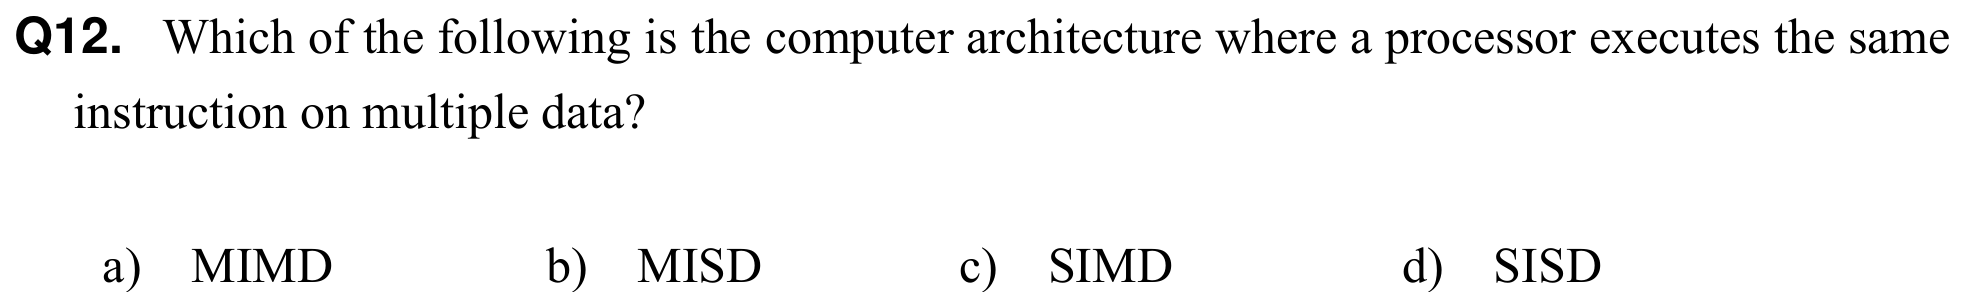 Q12. Which of the following is the computer architecture where a processor executes the same
instruction on multiple data?
a) MIMD b) MISD c) SIMD d) SISD